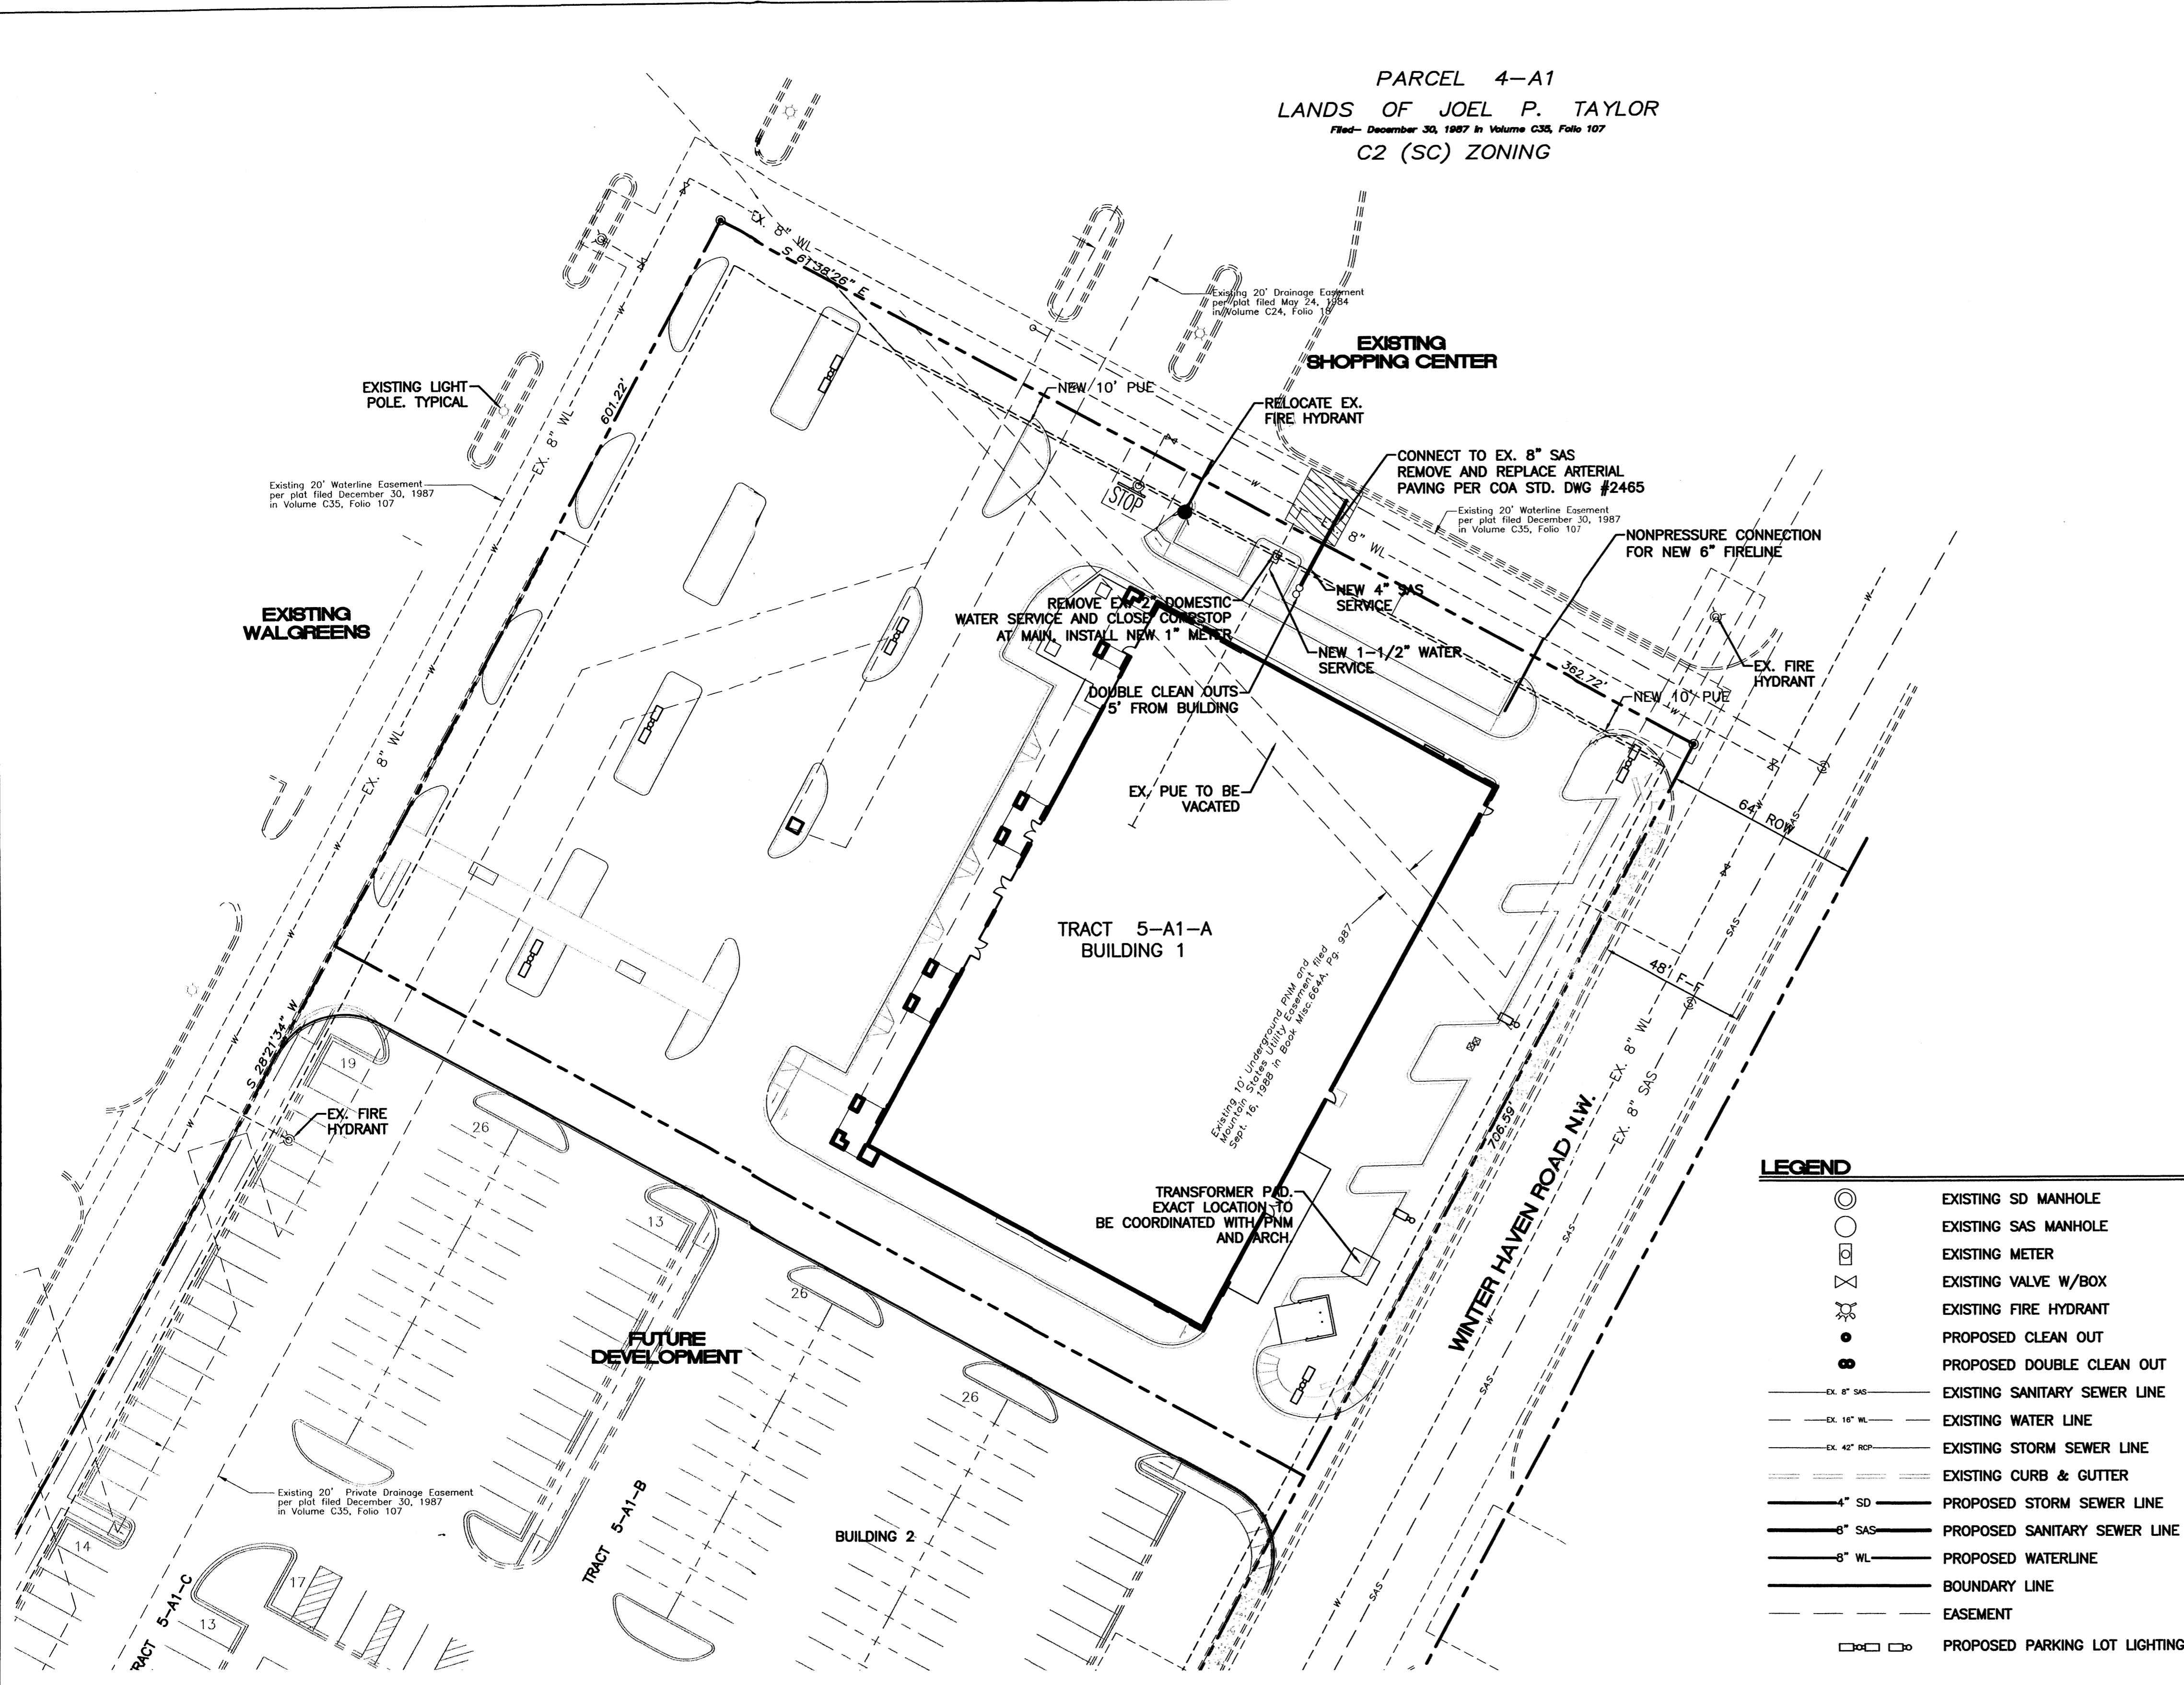 PARCEL 4-A1
LANDS OF JOEL P. TAYLOR
Filed- December 30, 1987 in Volume C35, Folio 107
C2 (SC) ZONING
EX. 8" WL
S 61°38'26" E
Existing 20' Drainage Easement
per plat filed May 24, 1984
in Volume C24, Folio 18
EXISTING
SHOPPING CENTER
W
EXISTING LIGHT
POLE. TYPICAL
601.22'
NEW 10' PUE
RELOCATE EX.
FIRE HYDRANT
EX. 8" WL
CONNECT TO EX. 8" SAS
REMOVE AND REPLACE ARTERIAL
PAVING PER COA STD. DWG #2465
Existing 20' Waterline Easement
per plat filed December 30, 1987
in Volume C35, Folio 107
STOP
W
Existing 20' Waterline Easement
per plat filed December 30, 1987
in Volume C35, Folio 107
8" WL
NONPRESSURE CONNECTION
FOR NEW 6" FIRELINE
W
EXISTING
WALGREENS
REMOVE EX. 2" DOMESTIC
WATER SERVICE AND CLOSE CORPSTOP
AT MAIN. INSTALL NEW 1" METER
NEW 4" SAS
SERVICE
NEW 1-1/2" WATER
SERVICE
W
W
362.72'
EX. FIRE
HYDRANT
DOUBLE CLEAN OUTS
5' FROM BUILDING
NEW 10' PUE
W
EX. 8" WL
EX. PUE TO BE
VACATED
W
64' ROW
SAS
W
TRACT 5-A1-A
BUILDING 1
SAS
W
48' F-F
Existing 10' Underground PNM and
Mountain States Utility Easement filed
Sept. 16, 1988 in Book Misc.664A, Pg. 987
S 28°21'34" W
W
19
EX. 8" WL
EX. 8" SAS
706.59'
EX. FIRE
HYDRANT
26
W
WINTER HAVEN ROAD N.W.
TRANSFORMER PAD.
EXACT LOCATION TO
BE COORDINATED WITH PNM
AND ARCH.
13
SAS
26
W
FUTURE
DEVELOPMENT
26
SAS
Existing 20' Private Drainage Easement
per plat filed December 30, 1987
in Volume C35, Folio 107
TRACT 5-A1-B
BUILDING 2
14
17
13
TRACT 5-A1-C
W
SAS
LEGEND
EXISTING SD MANHOLE
EXISTING SAS MANHOLE
EXISTING METER
EXISTING VALVE W/BOX
EXISTING FIRE HYDRANT
PROPOSED CLEAN OUT
PROPOSED DOUBLE CLEAN OUT
EX. 8" SAS EXISTING SANITARY SEWER LINE
EX. 16" WL EXISTING WATER LINE
EX. 42" RCP EXISTING STORM SEWER LINE
EXISTING CURB & GUTTER
4" SD PROPOSED STORM SEWER LINE
8" SAS PROPOSED SANITARY SEWER LINE
8" WL PROPOSED WATERLINE
BOUNDARY LINE
EASEMENT
PROPOSED PARKING LOT LIGHTING